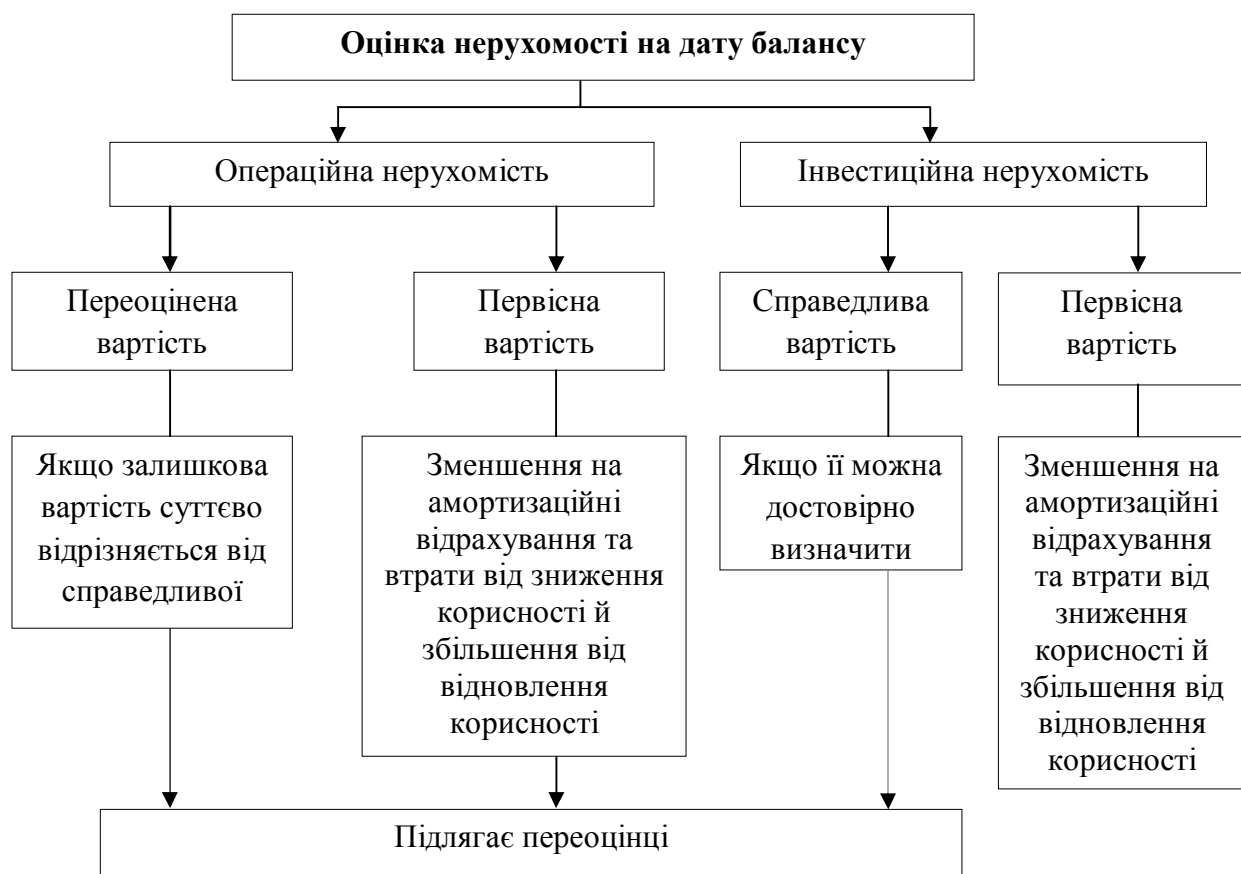 Оцінка нерухомості на дату балансу
Операційна нерухомість
Інвестиційна нерухомість
Переоцінена
вартість
Первісна
вартість
Справедлива
вартість
Первісна
вартість
Якщо залишкова
вартість суттєво
відрізняється від
справедливої
Зменшення на
амортизаційні
відрахування та
втрати від зниження
корисності й
збільшення від
відновлення
корисності
Якщо її можна
достовірно
визначити
Зменшення на
амортизаційні
відрахування
та втрати від
зниження
корисності й
збільшення від
відновлення
корисності
Підлягає переоцінці